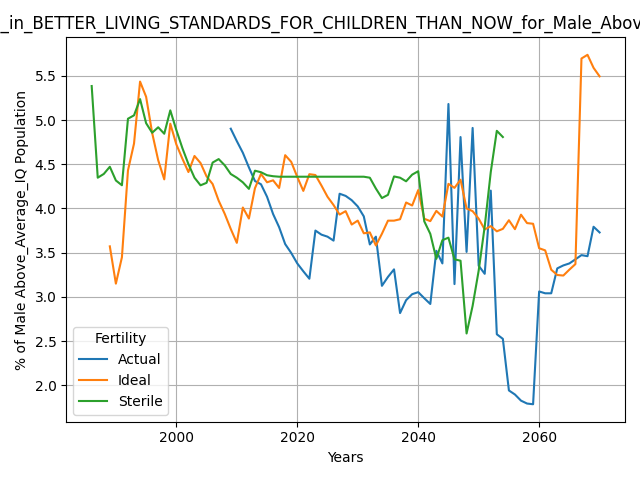 _in_BETTER_LIVING_STANDARDS_FOR_CHILDREN_THAN_NOW_for_Male_Abov
% of Male Above_Average_IQ Population
5.5
5.0
4.5
4.0
3.5
3.0
2.5
2.0
Fertility
Actual
Ideal
Sterile
2000
2020
2040
2060
Years